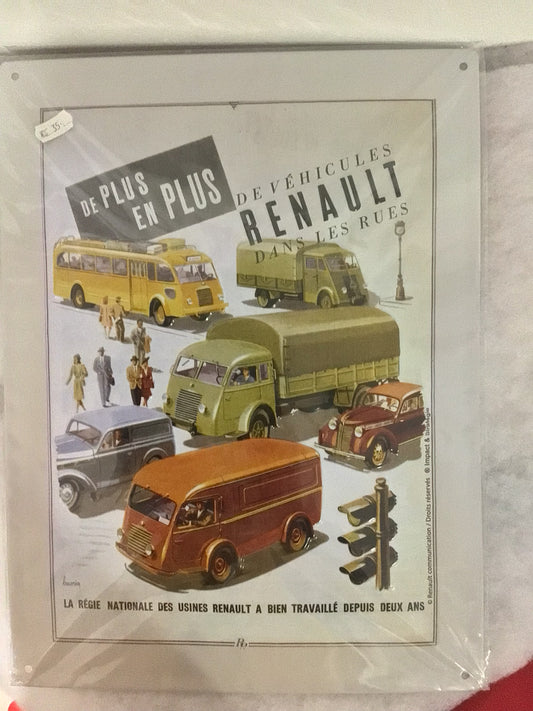 35.-
DE PLUS
EN PLUS
DE VÉHICULES
RENAULT
DANS LES RUES
LA RÉGIE NATIONALE DES USINES RENAULT A BIEN TRAVAILLÉ DEPUIS DEUX ANS
© Renault communication / Droits réservés ® Impact &